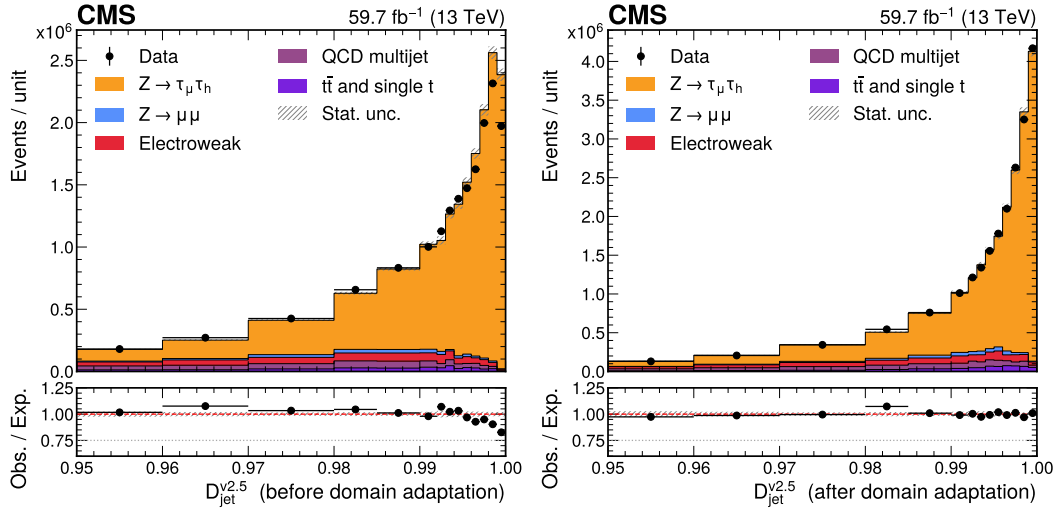 CMS 59.7 fb⁻¹ (13 TeV)
×10⁶
Events / unit
2.5
2.0
1.5
1.0
0.5
0.0
Data
Z → τ_μτ_h
Z → μμ
Electroweak
QCD multijet
tt̄ and single t
Stat. unc.
Obs. / Exp.
1.25
1.00
0.75
0.95 0.96 0.97 0.98 0.99 1.00
D_jet^v2.5 (before domain adaptation)
CMS 59.7 fb⁻¹ (13 TeV)
×10⁶
Events / unit
4.0
3.5
3.0
2.5
2.0
1.5
1.0
0.5
0.0
Data
Z → τ_μτ_h
Z → μμ
Electroweak
QCD multijet
tt̄ and single t
Stat. unc.
Obs. / Exp.
1.25
1.00
0.75
0.95 0.96 0.97 0.98 0.99 1.00
D_jet^v2.5 (after domain adaptation)